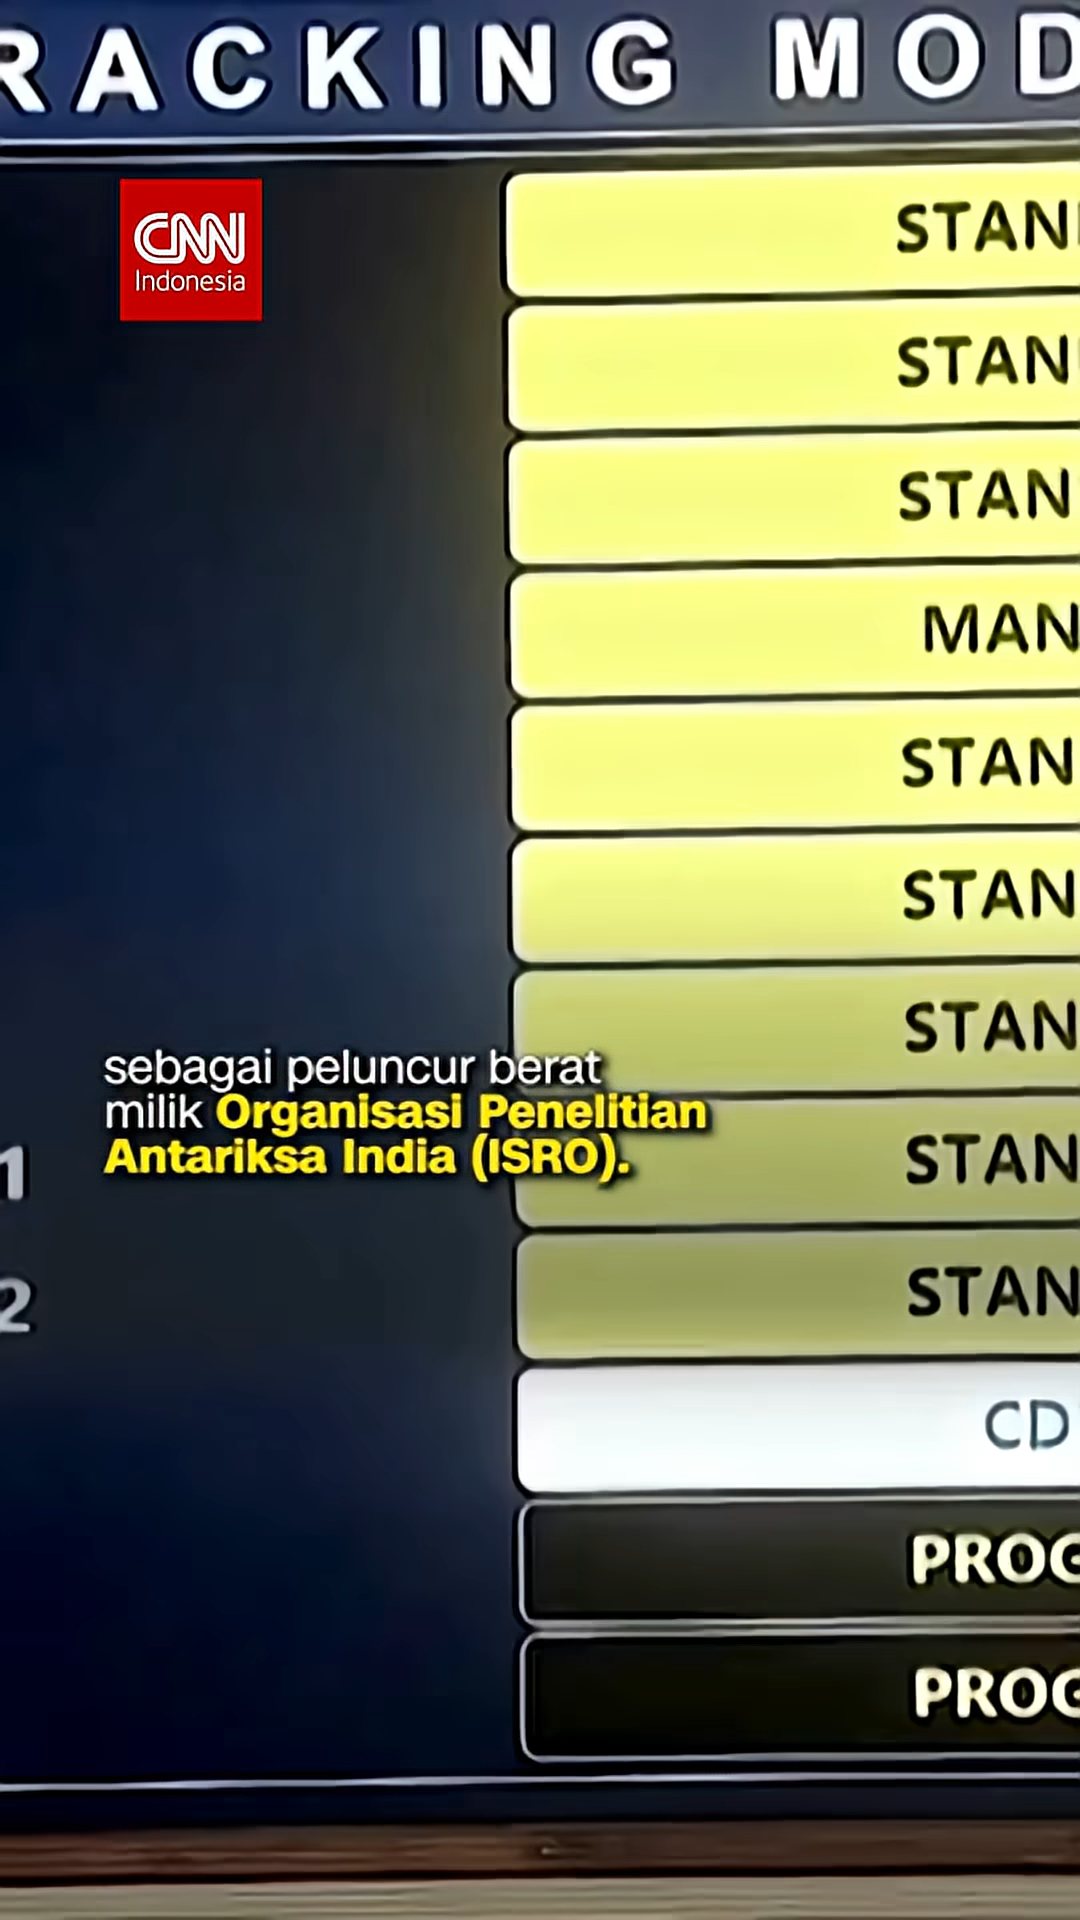 RACKING MOD
CNN
Indonesia
STAN
STAN
STAN
MAN
STAN
STAN
STAN
sebagai peluncur berat
milik Organisasi Penelitian
Antariksa India (ISRO).
1
STAN
2
STAN
CD
PROG
PROG